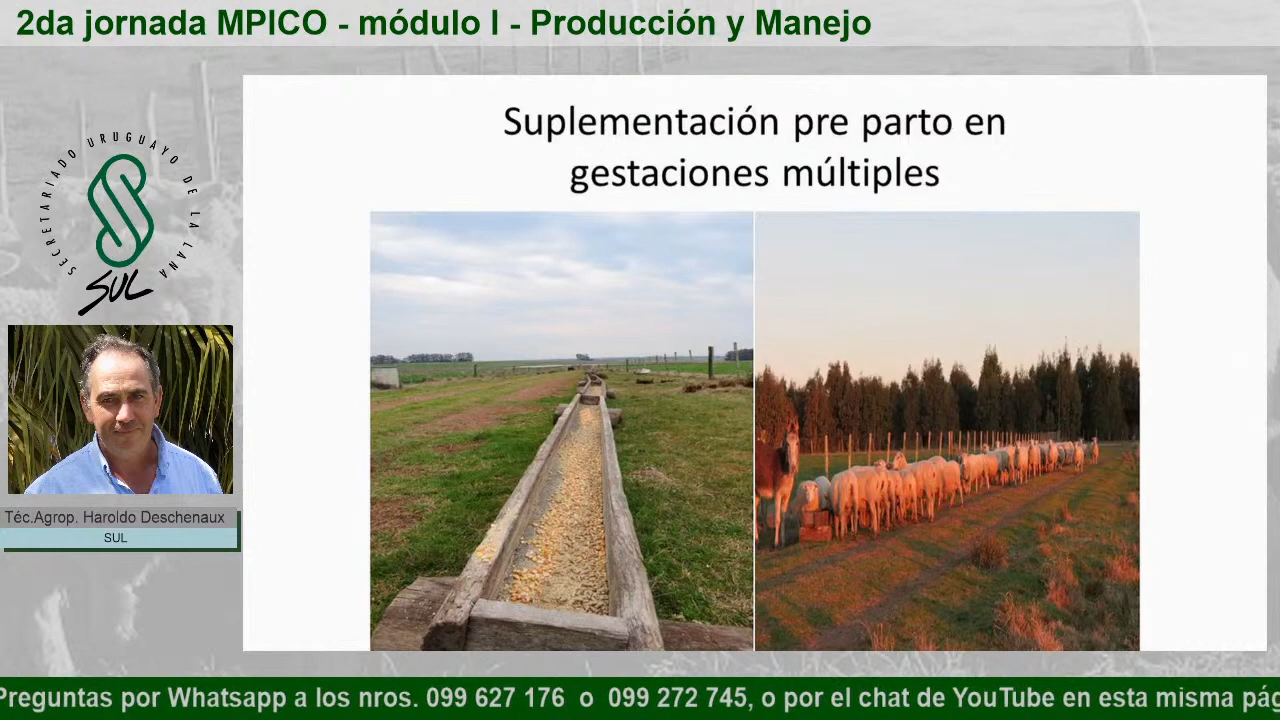 2da jornada MPICO - módulo I - Producción y Manejo
Suplementación pre parto en
gestaciones múltiples
SECRETARIADO URUGUAYO DE LA LANA
SUL
Téc.Agrop. Haroldo Deschenaux
SUL
Preguntas por Whatsapp a los nros. 099 627 176 o 099 272 745, o por el chat de YouTube en esta misma pág